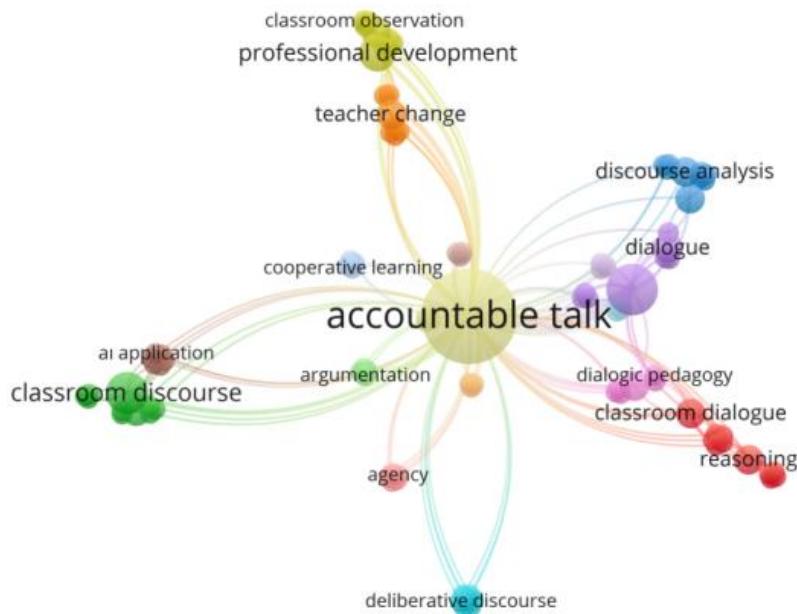 classroom observation
professional development
teacher change
discourse analysis
dialogue
cooperative learning
accountable talk
aı application
argumentation
dialogic pedagogy
classroom discourse
classroom dialogue
reasoning
agency
deliberative discourse